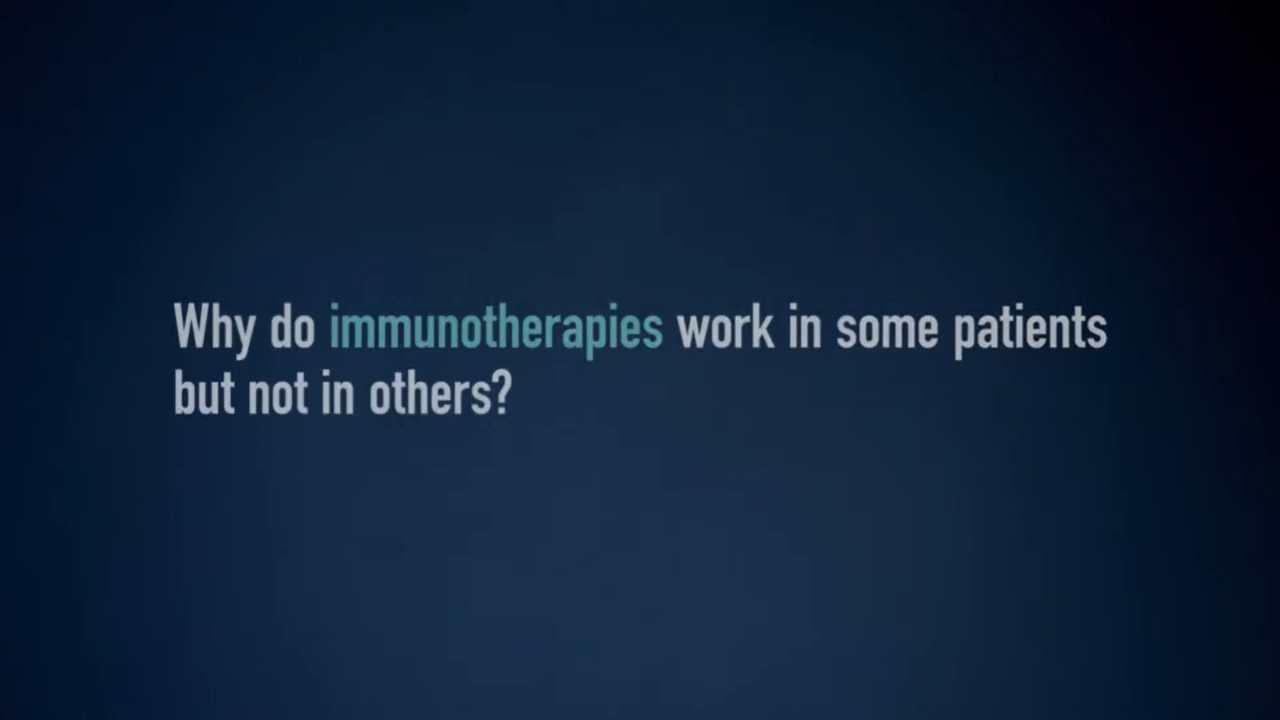 Why do immunotherapies work in some patients
but not in others?